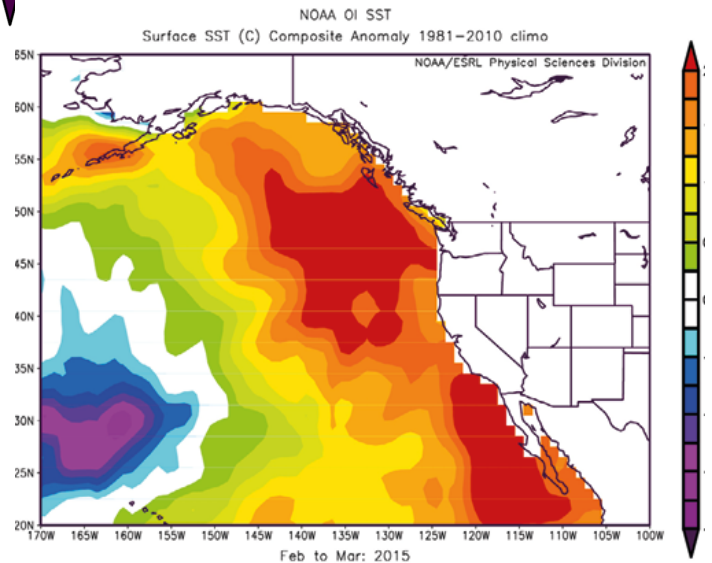 NOAA OI SST
Surface SST (C) Composite Anomaly 1981-2010 climo
NOAA/ESRL Physical Sciences Division
65N
60N
55N
50N
45N
40N
35N
30N
25N
20N
170W 165W 160W 155W 150W 145W 140W 135W 130W 125W 120W 115W 110W 105W 100W
Feb to Mar: 2015